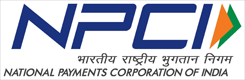 NPCI
भारतीय राष्ट्रीय भुगतान निगम
NATIONAL PAYMENTS CORPORATION OF INDIA